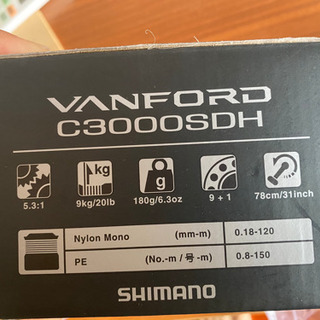 VANFORD
C3000SDH
kg
g
5.3:1 9kg/20lb 180g/6.3oz 9 + 1 78cm/31inch
Nylon Mono (mm-m) 0.18-120
PE (No.-m / 号-m) 0.8-150
SHIMANO